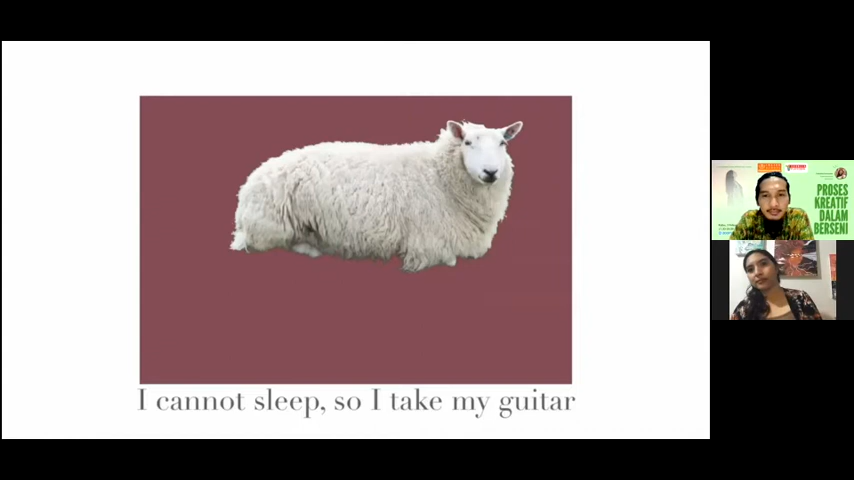 I cannot sleep, so I take my guitar
PROSES
KREATIF
DALAM
BERSENI